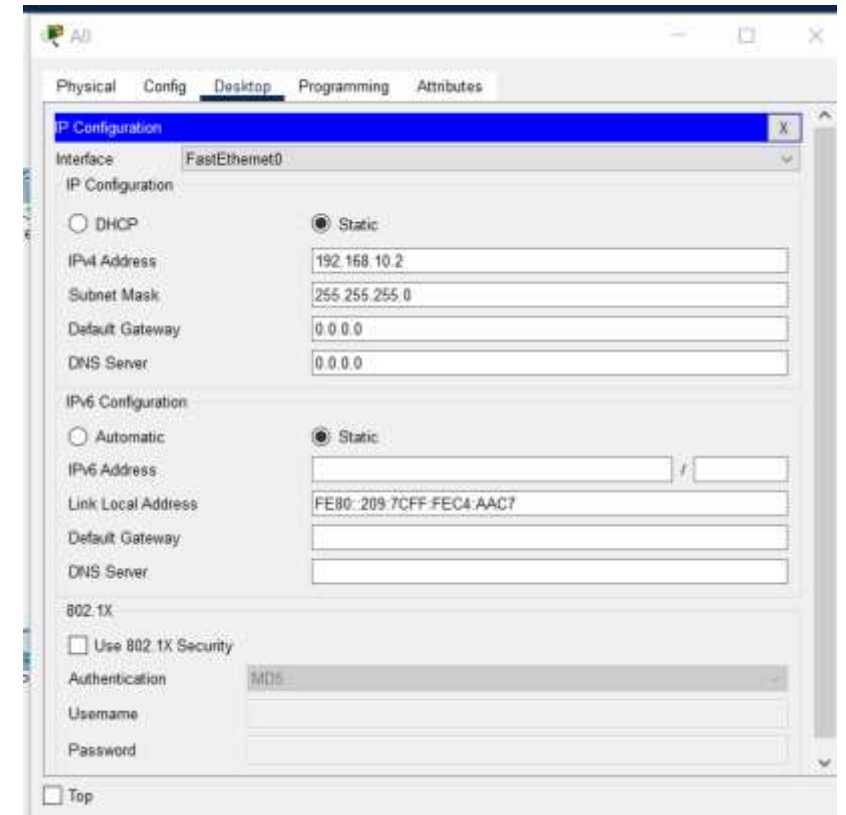 Physical Config Desktop Programming Attributes
IP Configuration X
Interface FastEthernet0
IP Configuration
DHCP Static
IPv4 Address 192.168.10.2
Subnet Mask 255.255.255.0
Default Gateway 0.0.0.0
DNS Server 0.0.0.0
IPv6 Configuration
Automatic Static
IPv6 Address /
Link Local Address FE80::209:7CFF:FEC4:AAC7
Default Gateway
DNS Server
802.1X
Use 802.1X Security
Authentication MD5
Username
Password
Top